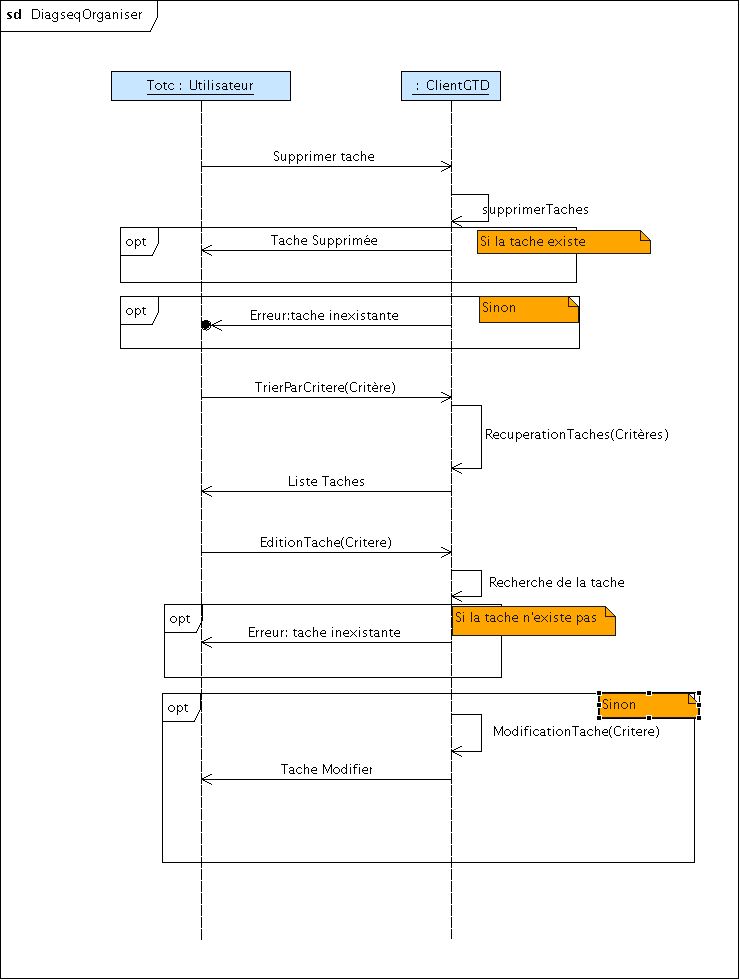 sd DiagseqOrganiser
Totc : Utilisateur
: ClientGTD
Supprimer tache
supprimerTaches
opt
Tache Supprimée
Si la tache existe
opt
Erreur:tache inexistante
Sinon
TrierParCritere(Critère)
RecuperationTaches(Critères)
Liste Taches
EditionTache(Critere)
Recherche de la tache
opt
Si la tache n'existe pas
Erreur: tache inexistante
opt
Sinon
ModificationTache(Critere)
Tache Modifier